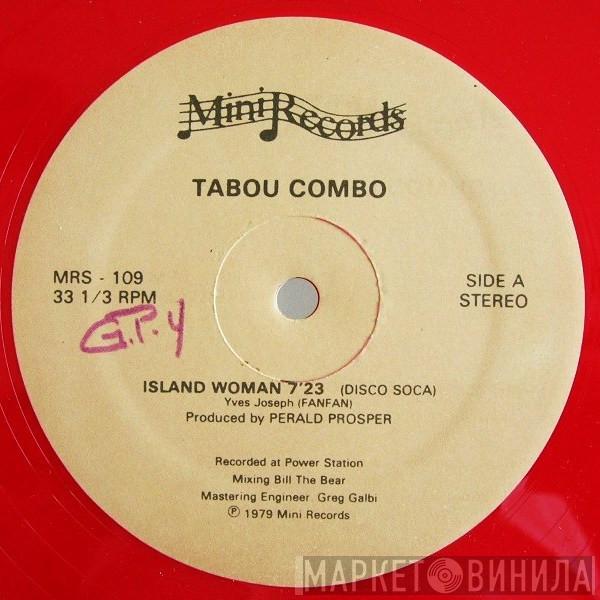 Mini Records
TABOU COMBO
MRS - 109
33 1/3 RPM
SIDE A
STEREO
G.P.Y
ISLAND WOMAN 7'23 (DISCO SOCA)
Yves Joseph (FANFAN)
Produced by PERALD PROSPER
Recorded at Power Station
Mixing Bill The Bear
Mastering Engineer Greg Galbi
℗ 1979 Mini Records
МАРКЕТ ВИНИЛА